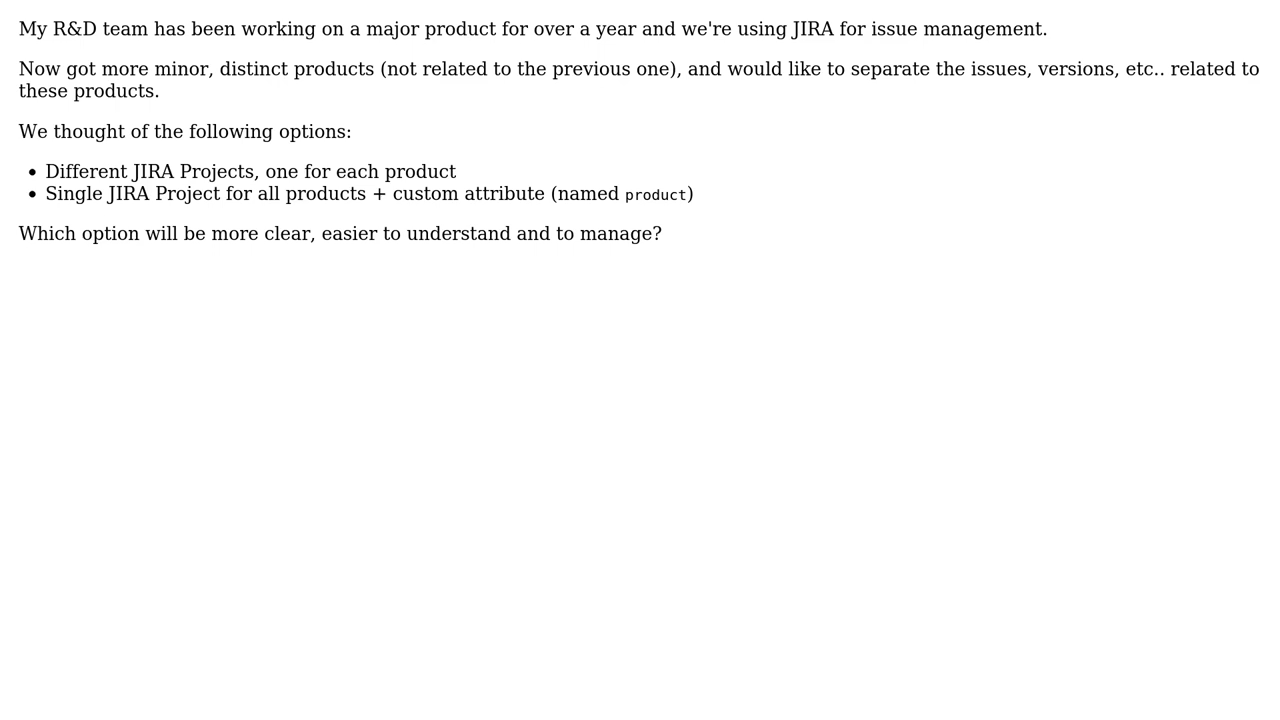 My R&D team has been working on a major product for over a year and we're using JIRA for issue management.
Now got more minor, distinct products (not related to the previous one), and would like to separate the issues, versions, etc.. related to
these products.
We thought of the following options:
• Different JIRA Projects, one for each product
• Single JIRA Project for all products + custom attribute (named product)
Which option will be more clear, easier to understand and to manage?